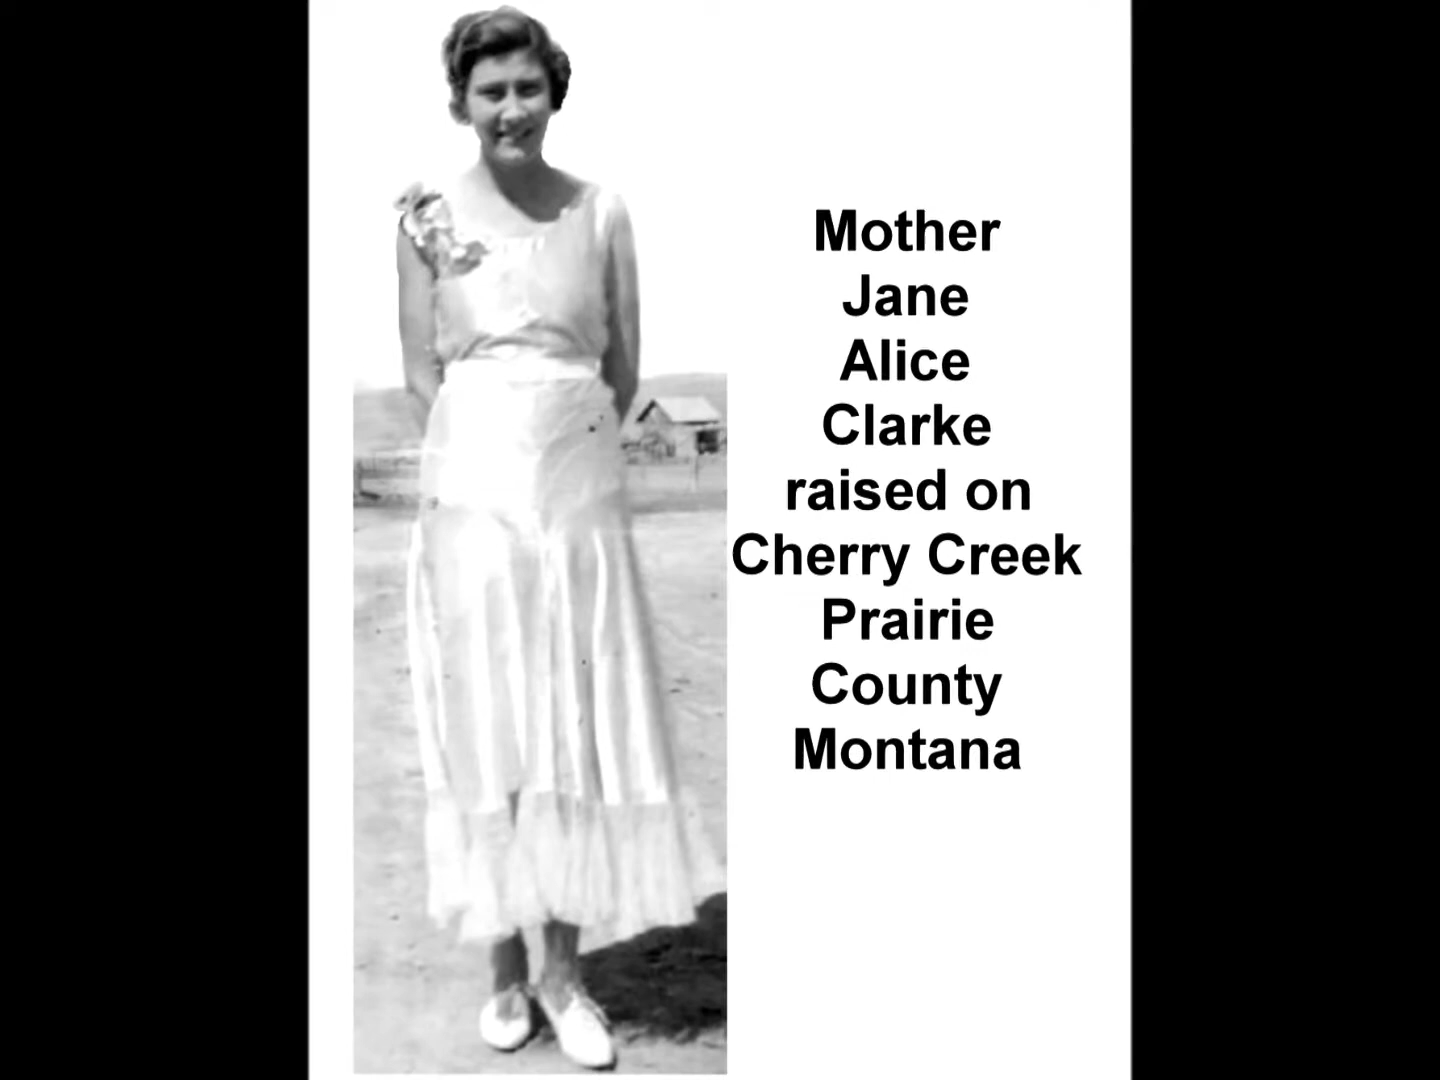 Mother
Jane
Alice
Clarke
raised on
Cherry Creek
Prairie
County
Montana